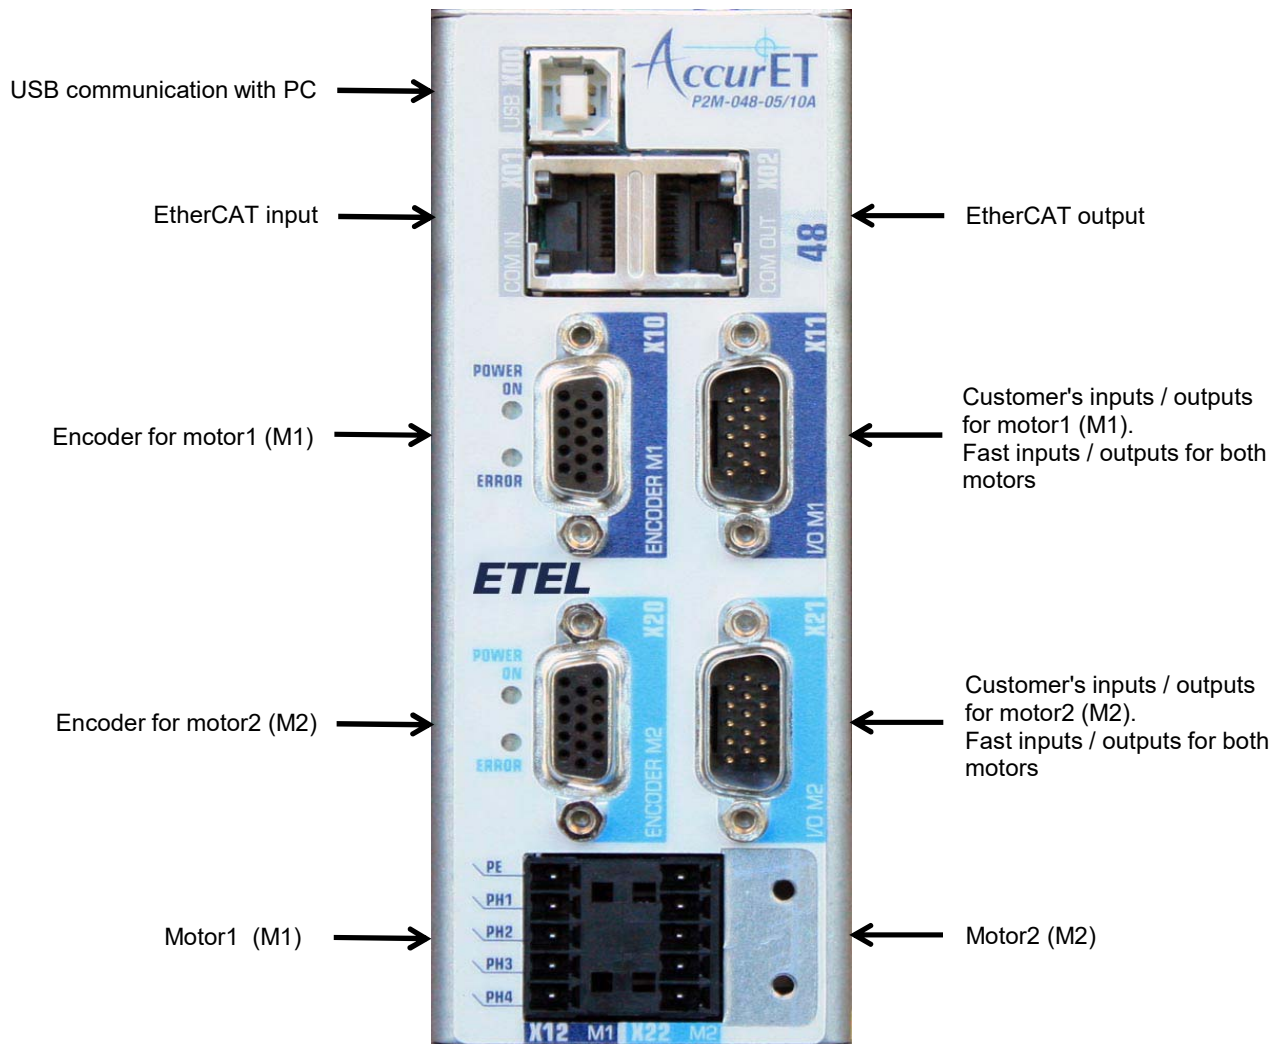 AccurET
P2M-048-05/10A
USB X00
USB communication with PC
X01
COM IN
X02
COM OUT
EtherCAT input
EtherCAT output
48
X10
ENCODER M1
X11
I/O M1
POWER
ON
ERROR
Encoder for motor1 (M1)
Customer's inputs / outputs
for motor1 (M1).
Fast inputs / outputs for both
motors
ETEL
X20
ENCODER M2
X21
I/O M2
POWER
ON
ERROR
Encoder for motor2 (M2)
Customer's inputs / outputs
for motor2 (M2).
Fast inputs / outputs for both
motors
PE
PH1
PH2
PH3
PH4
Motor1 (M1)
Motor2 (M2)
X12 M1 X22 M2